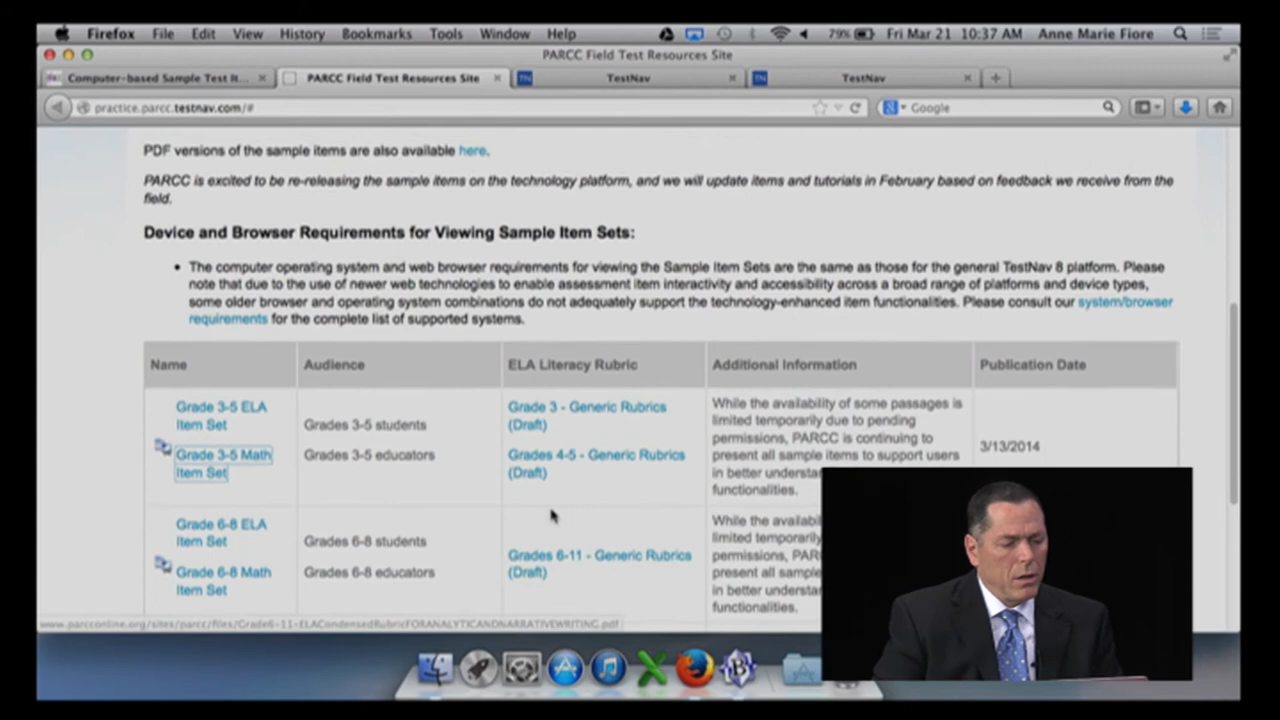 Firefox File Edit View History Bookmarks Tools Window Help 79% Fri Mar 21 10:37 AM Anne Marie Fiore
PARCC Field Test Resources Site
Computer-based Sample Test It... PARCC Field Test Resources Site TestNav TestNav
practice.parcc.testnav.com/# Google
PDF versions of the sample items are also available here.
PARCC is excited to be re-releasing the sample items on the technology platform, and we will update items and tutorials in February based on feedback we receive from the
field.
Device and Browser Requirements for Viewing Sample Item Sets:
• The computer operating system and web browser requirements for viewing the Sample Item Sets are the same as those for the general TestNav 8 platform. Please
note that due to the use of newer web technologies to enable assessment item interactivity and accessibility across a broad range of platforms and device types,
some older browser and operating system combinations do not adequately support the technology-enhanced item functionalities. Please consult our system/browser
requirements for the complete list of supported systems.
Name Audience ELA Literacy Rubric Additional Information Publication Date
Grade 3-5 ELA
Item Set
Grade 3-5 Math
Item Set
Grades 3-5 students
Grades 3-5 educators
Grade 3 - Generic Rubrics
(Draft)
Grades 4-5 - Generic Rubrics
(Draft)
While the availability of some passages is
limited temporarily due to pending
permissions, PARCC is continuing to
present all sample items to support users
in better understa
functionalities.
3/13/2014
Grade 6-8 ELA
Item Set
Grade 6-8 Math
Item Set
Grades 6-8 students
Grades 6-8 educators
Grades 6-11 - Generic Rubrics
(Draft)
While the availabil
limited temporarily
permissions, PAR
present all sample
in better understa
functionalities.
www.parcconline.org/sites/parcc/files/Grade6-11-ELACondensedRubricFORANALYTICANDNARRATIVEWRITING.pdf